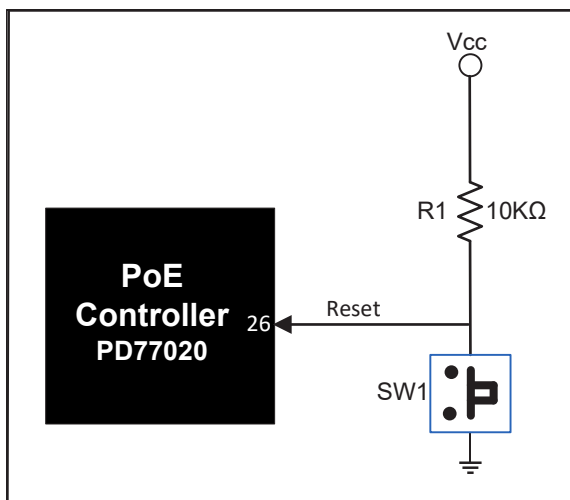 Vcc
R1 10KΩ
PoE
Controller
PD77020
26
Reset
SW1